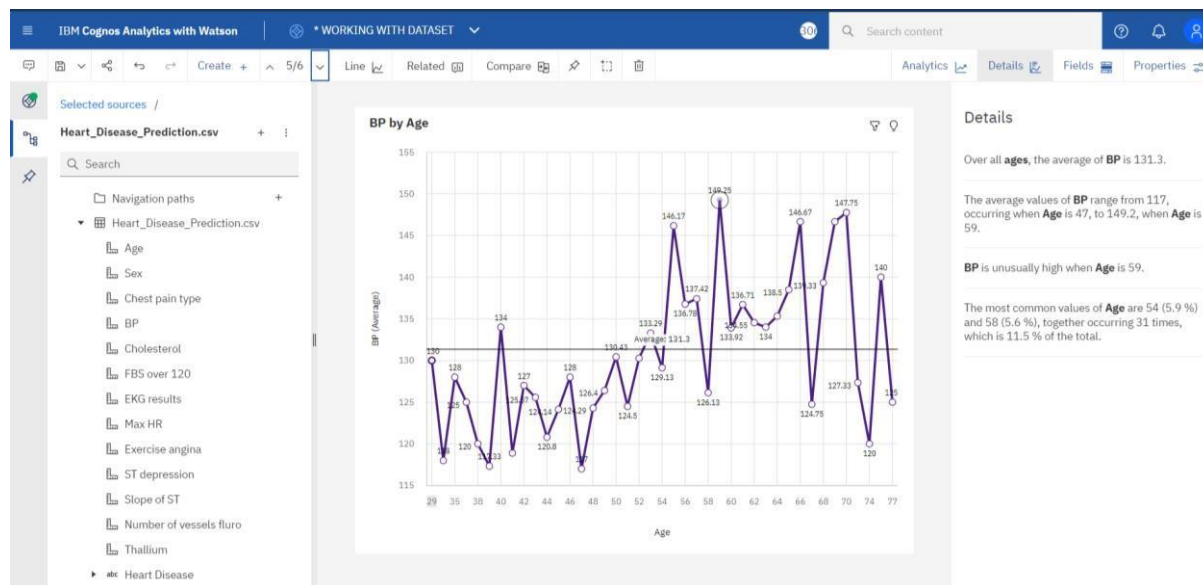 IBM Cognos Analytics with Watson
* WORKING WITH DATASET
Search content
Create
5/6
Line
Related
Compare
Analytics
Details
Fields
Properties
Selected sources /
Heart_Disease_Prediction.csv
Search
Navigation paths
Heart_Disease_Prediction.csv
Age
Sex
Chest pain type
BP
Cholesterol
FBS over 120
EKG results
Max HR
Exercise angina
ST depression
Slope of ST
Number of vessels fluro
Thallium
abc Heart Disease
BP by Age
BP (Average)
155
150
145
140
135
130
125
120
115
130
128
125
120
134
127
120.8
128
126.4
124.5
133.29
Average: 131.3
129.13
146.17
136.78
137.42
126.13
149.25
133.92
136.71
134
138.5
146.67
124.75
147.75
127.33
120
140
29 35 38 40 42 44 46 48 50 52 54 56 58 60 62 64 66 68 70 74 77
Age
Details
Over all ages, the average of BP is 131.3.
The average values of BP range from 117,
occurring when Age is 47, to 149.2, when Age is
59.
BP is unusually high when Age is 59.
The most common values of Age are 54 (5.9 %)
and 58 (5.6 %), together occurring 31 times,
which is 11.5 % of the total.